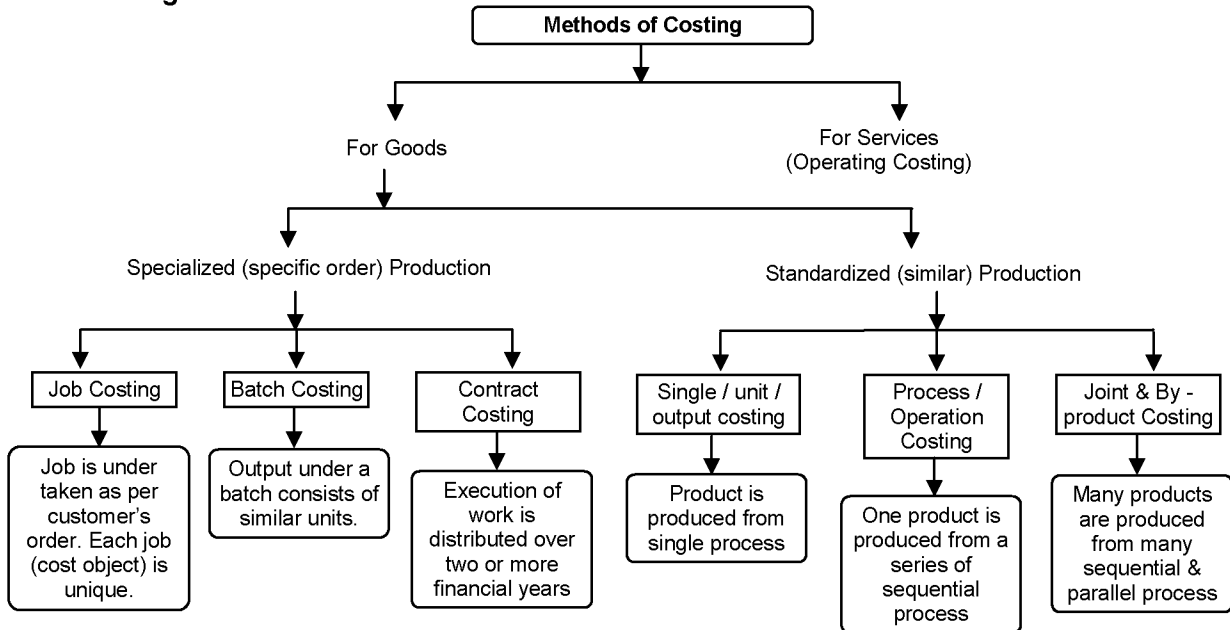 Methods of Costing
For Goods
For Services
(Operating Costing)
Specialized (specific order) Production
Standardized (similar) Production
Job Costing
Batch Costing
Contract
Costing
Single / unit /
output costing
Process /
Operation
Costing
Joint & By -
product Costing
Job is under
taken as per
customer's
order. Each job
(cost object) is
unique.
Output under a
batch consists of
similar units.
Execution of
work is
distributed over
two or more
financial years
Product is
produced from
single process
One product is
produced from a
series of
sequential
process
Many products
are produced
from many
sequential &
parallel process